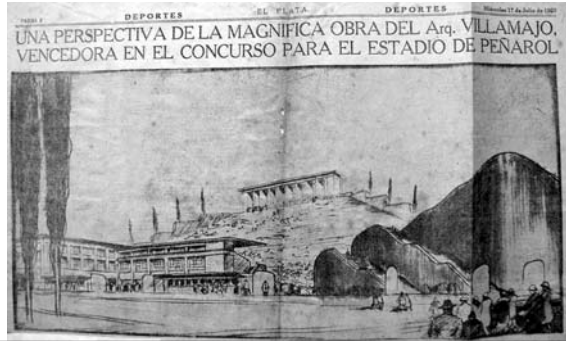 DEPORTES EL PLATA DEPORTES
UNA PERSPECTIVA DE LA MAGNIFICA OBRA DEL Arq. VILLAMAJO,
VENCEDORA EN EL CONCURSO PARA EL ESTADIO DE PEÑAROL